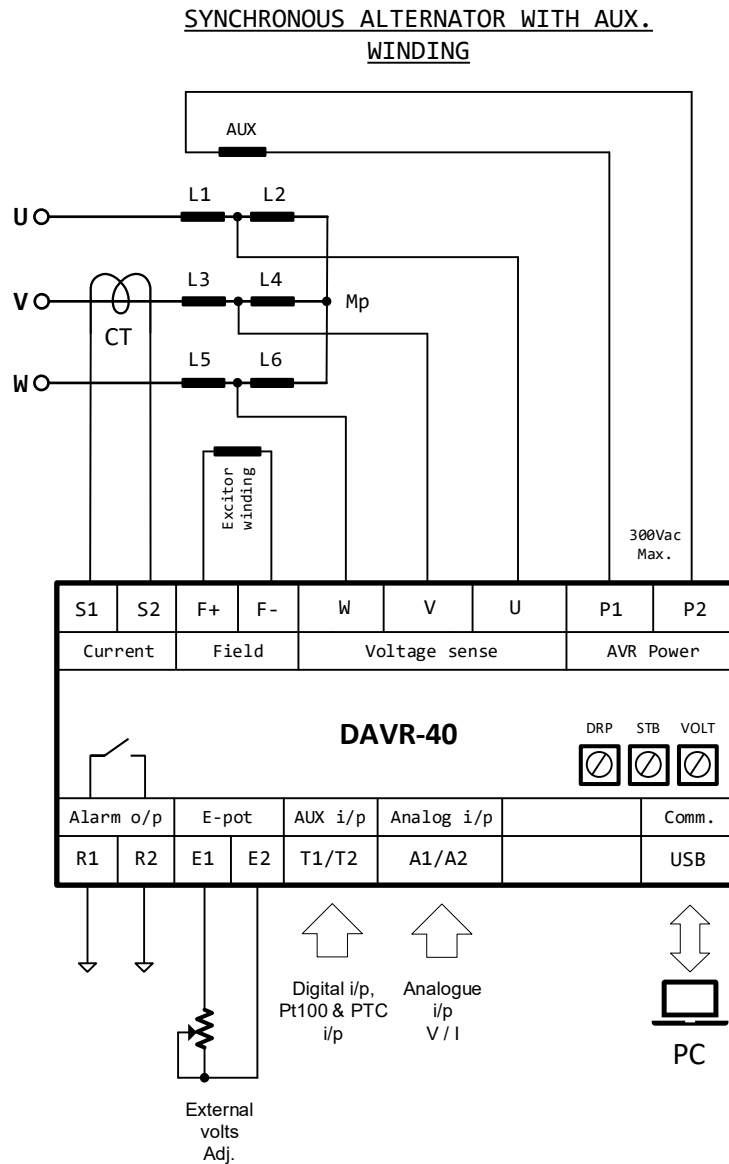 SYNCHRONOUS ALTERNATOR WITH AUX.
WINDING
AUX
L1 L2
U
L3 L4
V Mp
CT
L5 L6
W
Excitor
winding
300Vac
Max.
S1 S2 F+ F- W V U P1 P2
Current Field Voltage sense AVR Power
DAVR-40
DRP STB VOLT
Alarm o/p E-pot AUX i/p Analog i/p Comm.
R1 R2 E1 E2 T1/T2 A1/A2 USB
Digital i/p,
Pt100 & PTC
i/p
Analogue
i/p
V / I
PC
External
volts
Adj.